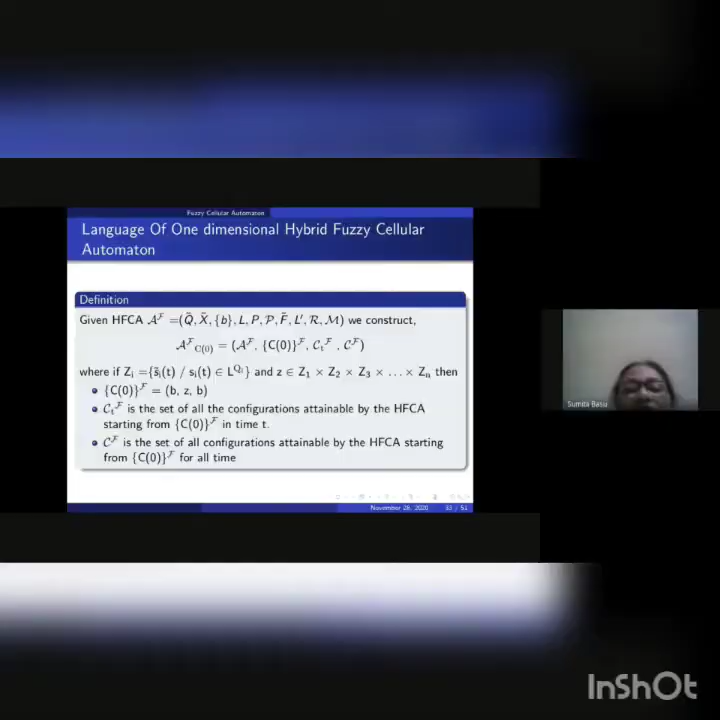 Fuzzy Cellular Automaton
Language Of One dimensional Hybrid Fuzzy Cellular
Automaton
Definition
Given HFCA 𝒜^ℱ =(Q̃, X̃, {b}, L, P, 𝒫, F̃, L′, ℛ, ℳ) we construct,
𝒜^ℱ_C(0) = (𝒜^ℱ, {C(0)}^ℱ, 𝒞_t^ℱ, 𝒞^ℱ)
where if Z_i ={s̃_i(t) / s_i(t) ∈ L^Q_i} and z ∈ Z_1 × Z_2 × Z_3 × ... × Z_n then
{C(0)}^ℱ = (b, z, b)
𝒞_t^ℱ is the set of all the configurations attainable by the HFCA
starting from {C(0)}^ℱ in time t.
𝒞^ℱ is the set of all configurations attainable by the HFCA starting
from {C(0)}^ℱ for all time
November 26, 2020 33 / 51
Sumita Basu
InShOt